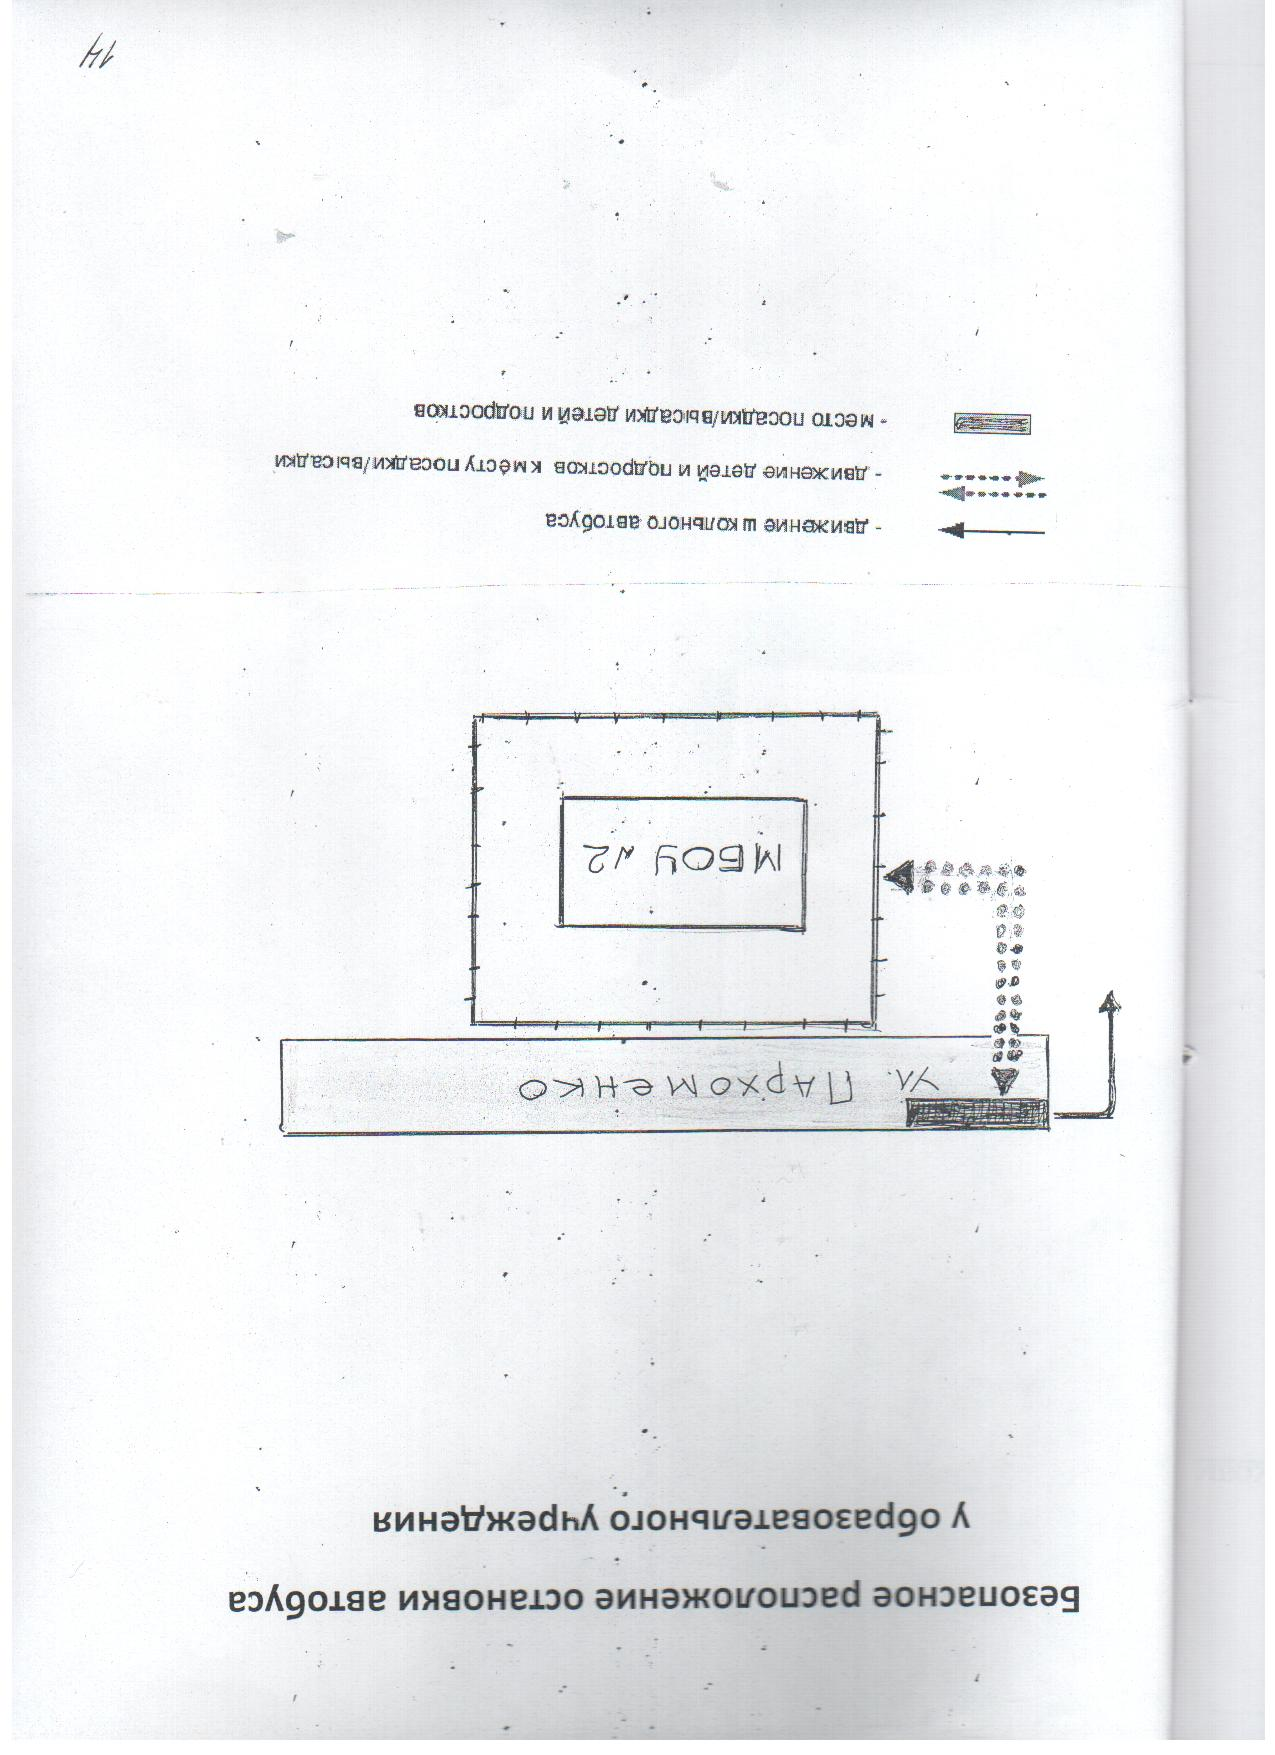 Безопасное расположение остановки автобуса
у образовательного учреждения
ул. ПАРХОМЕНКО
МБОУ №2
- движение школьного автобуса
- движение детей и подростков к месту посадки/высадки
- место посадки/высадки детей и подростков
14